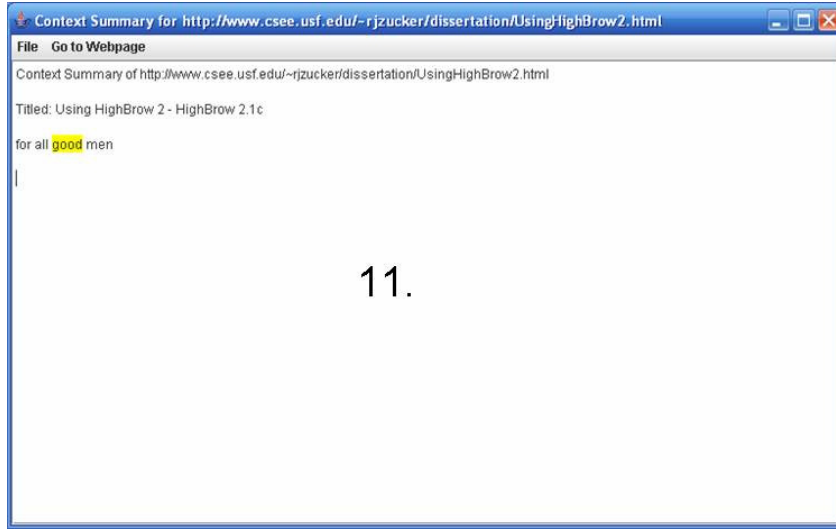 Context Summary for http://www.csee.usf.edu/~rjzucker/dissertation/UsingHighBrow2.html
File Go to Webpage
Context Summary of http://www.csee.usf.edu/~rjzucker/dissertation/UsingHighBrow2.html
Titled: Using HighBrow 2 - HighBrow 2.1c
for all good men
11.